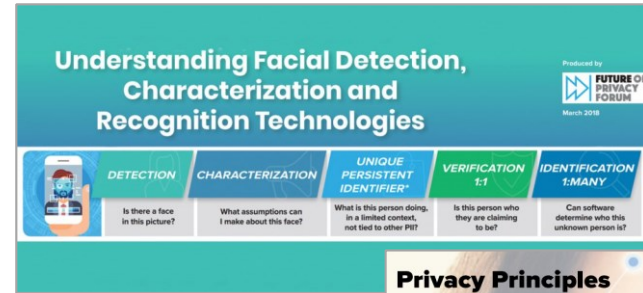 Understanding Facial Detection,
Characterization and
Recognition Technologies
Produced by
FUTURE OF
PRIVACY
FORUM
March 2018
DETECTION
Is there a face
in this picture?
CHARACTERIZATION
What assumptions can
I make about this face?
UNIQUE
PERSISTENT
IDENTIFIER*
What is this person doing,
in a limited context,
not tied to other PII?
VERIFICATION
1:1
Is this person who
they are claiming
to be?
IDENTIFICATION
1:MANY
Can software
determine who this
unknown person is?
Privacy Principles